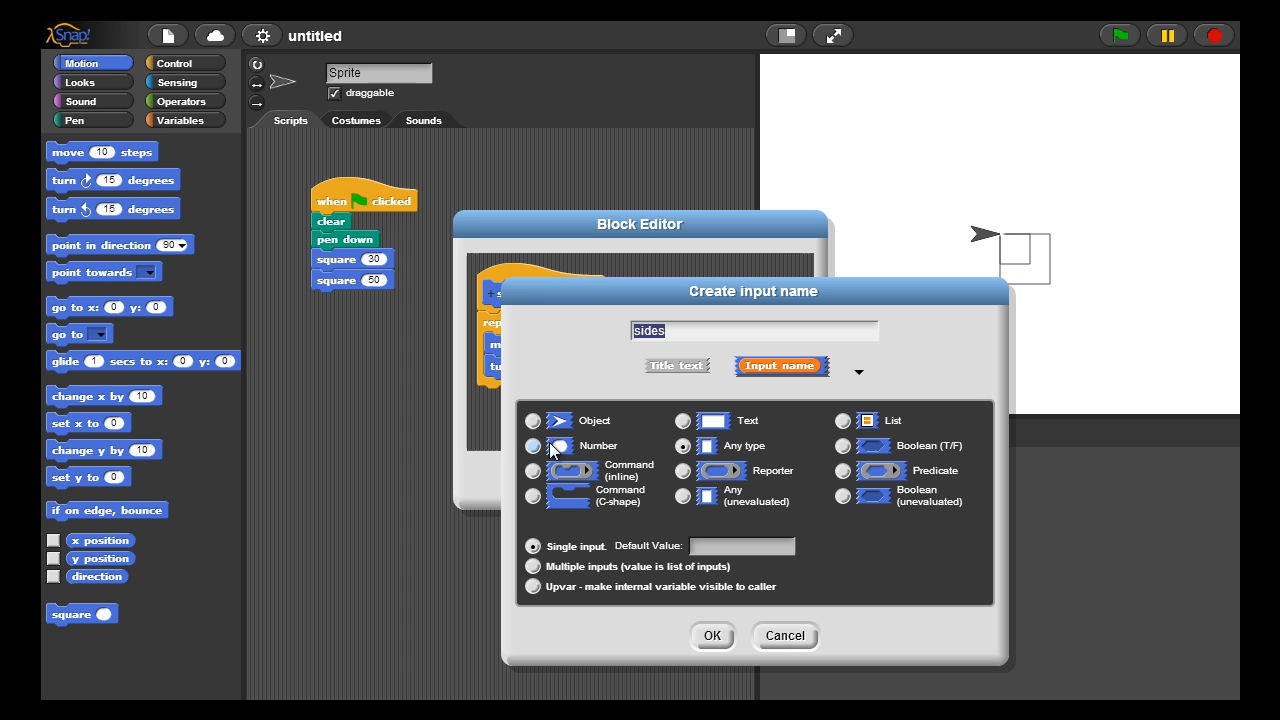 Snap!
untitled
Motion
Control
Looks
Sensing
Sound
Operators
Pen
Variables
Sprite
draggable
Scripts
Costumes
Sounds
move 10 steps
turn 15 degrees
turn 15 degrees
point in direction 90
point towards
go to x: 0 y: 0
go to
glide 1 secs to x: 0 y: 0
change x by 10
set x to 0
change y by 10
set y to 0
if on edge, bounce
x position
y position
direction
square
when clicked
clear
pen down
square 30
square 50
Block Editor
Create input name
sides
Title text
Input name
Object
Text
List
Number
Any type
Boolean (T/F)
Command (inline)
Reporter
Predicate
Command (C-shape)
Any (unevaluated)
Boolean (unevaluated)
Single input.
Default Value:
Multiple inputs (value is list of inputs)
Upvar - make internal variable visible to caller
OK
Cancel